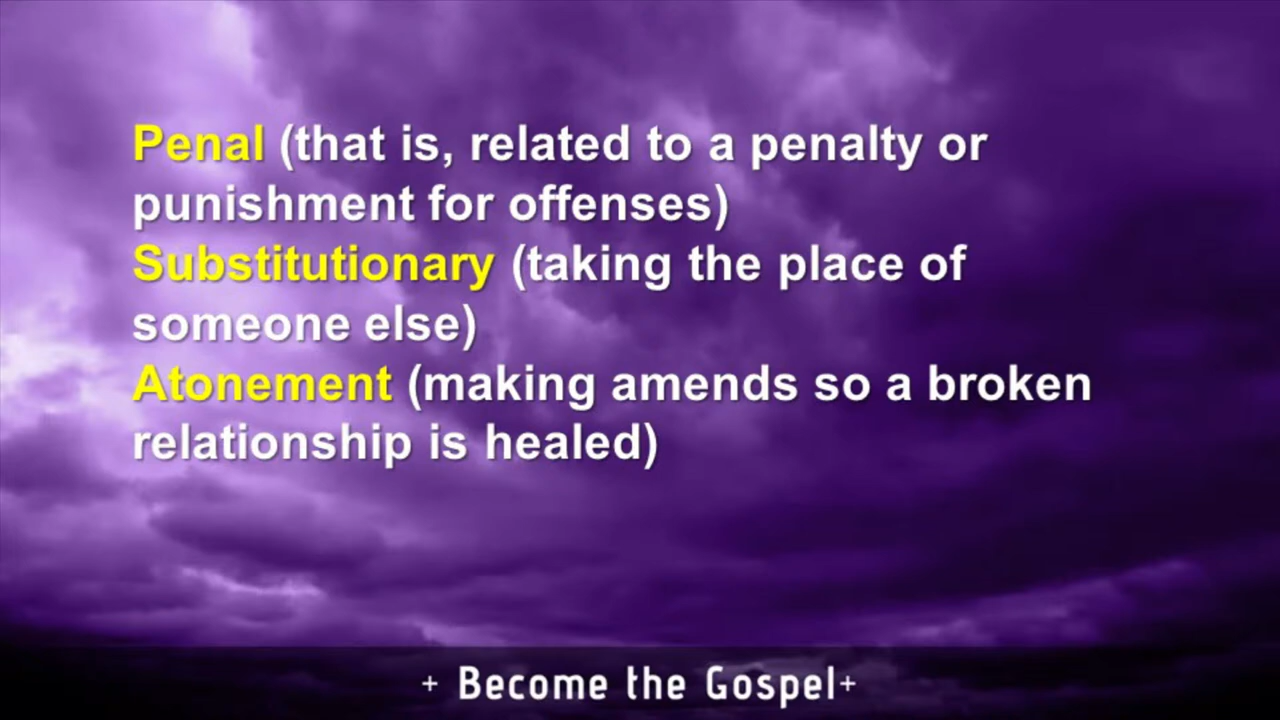 Penal (that is, related to a penalty or
punishment for offenses)
Substitutionary (taking the place of
someone else)
Atonement (making amends so a broken
relationship is healed)
+ Become the Gospel+